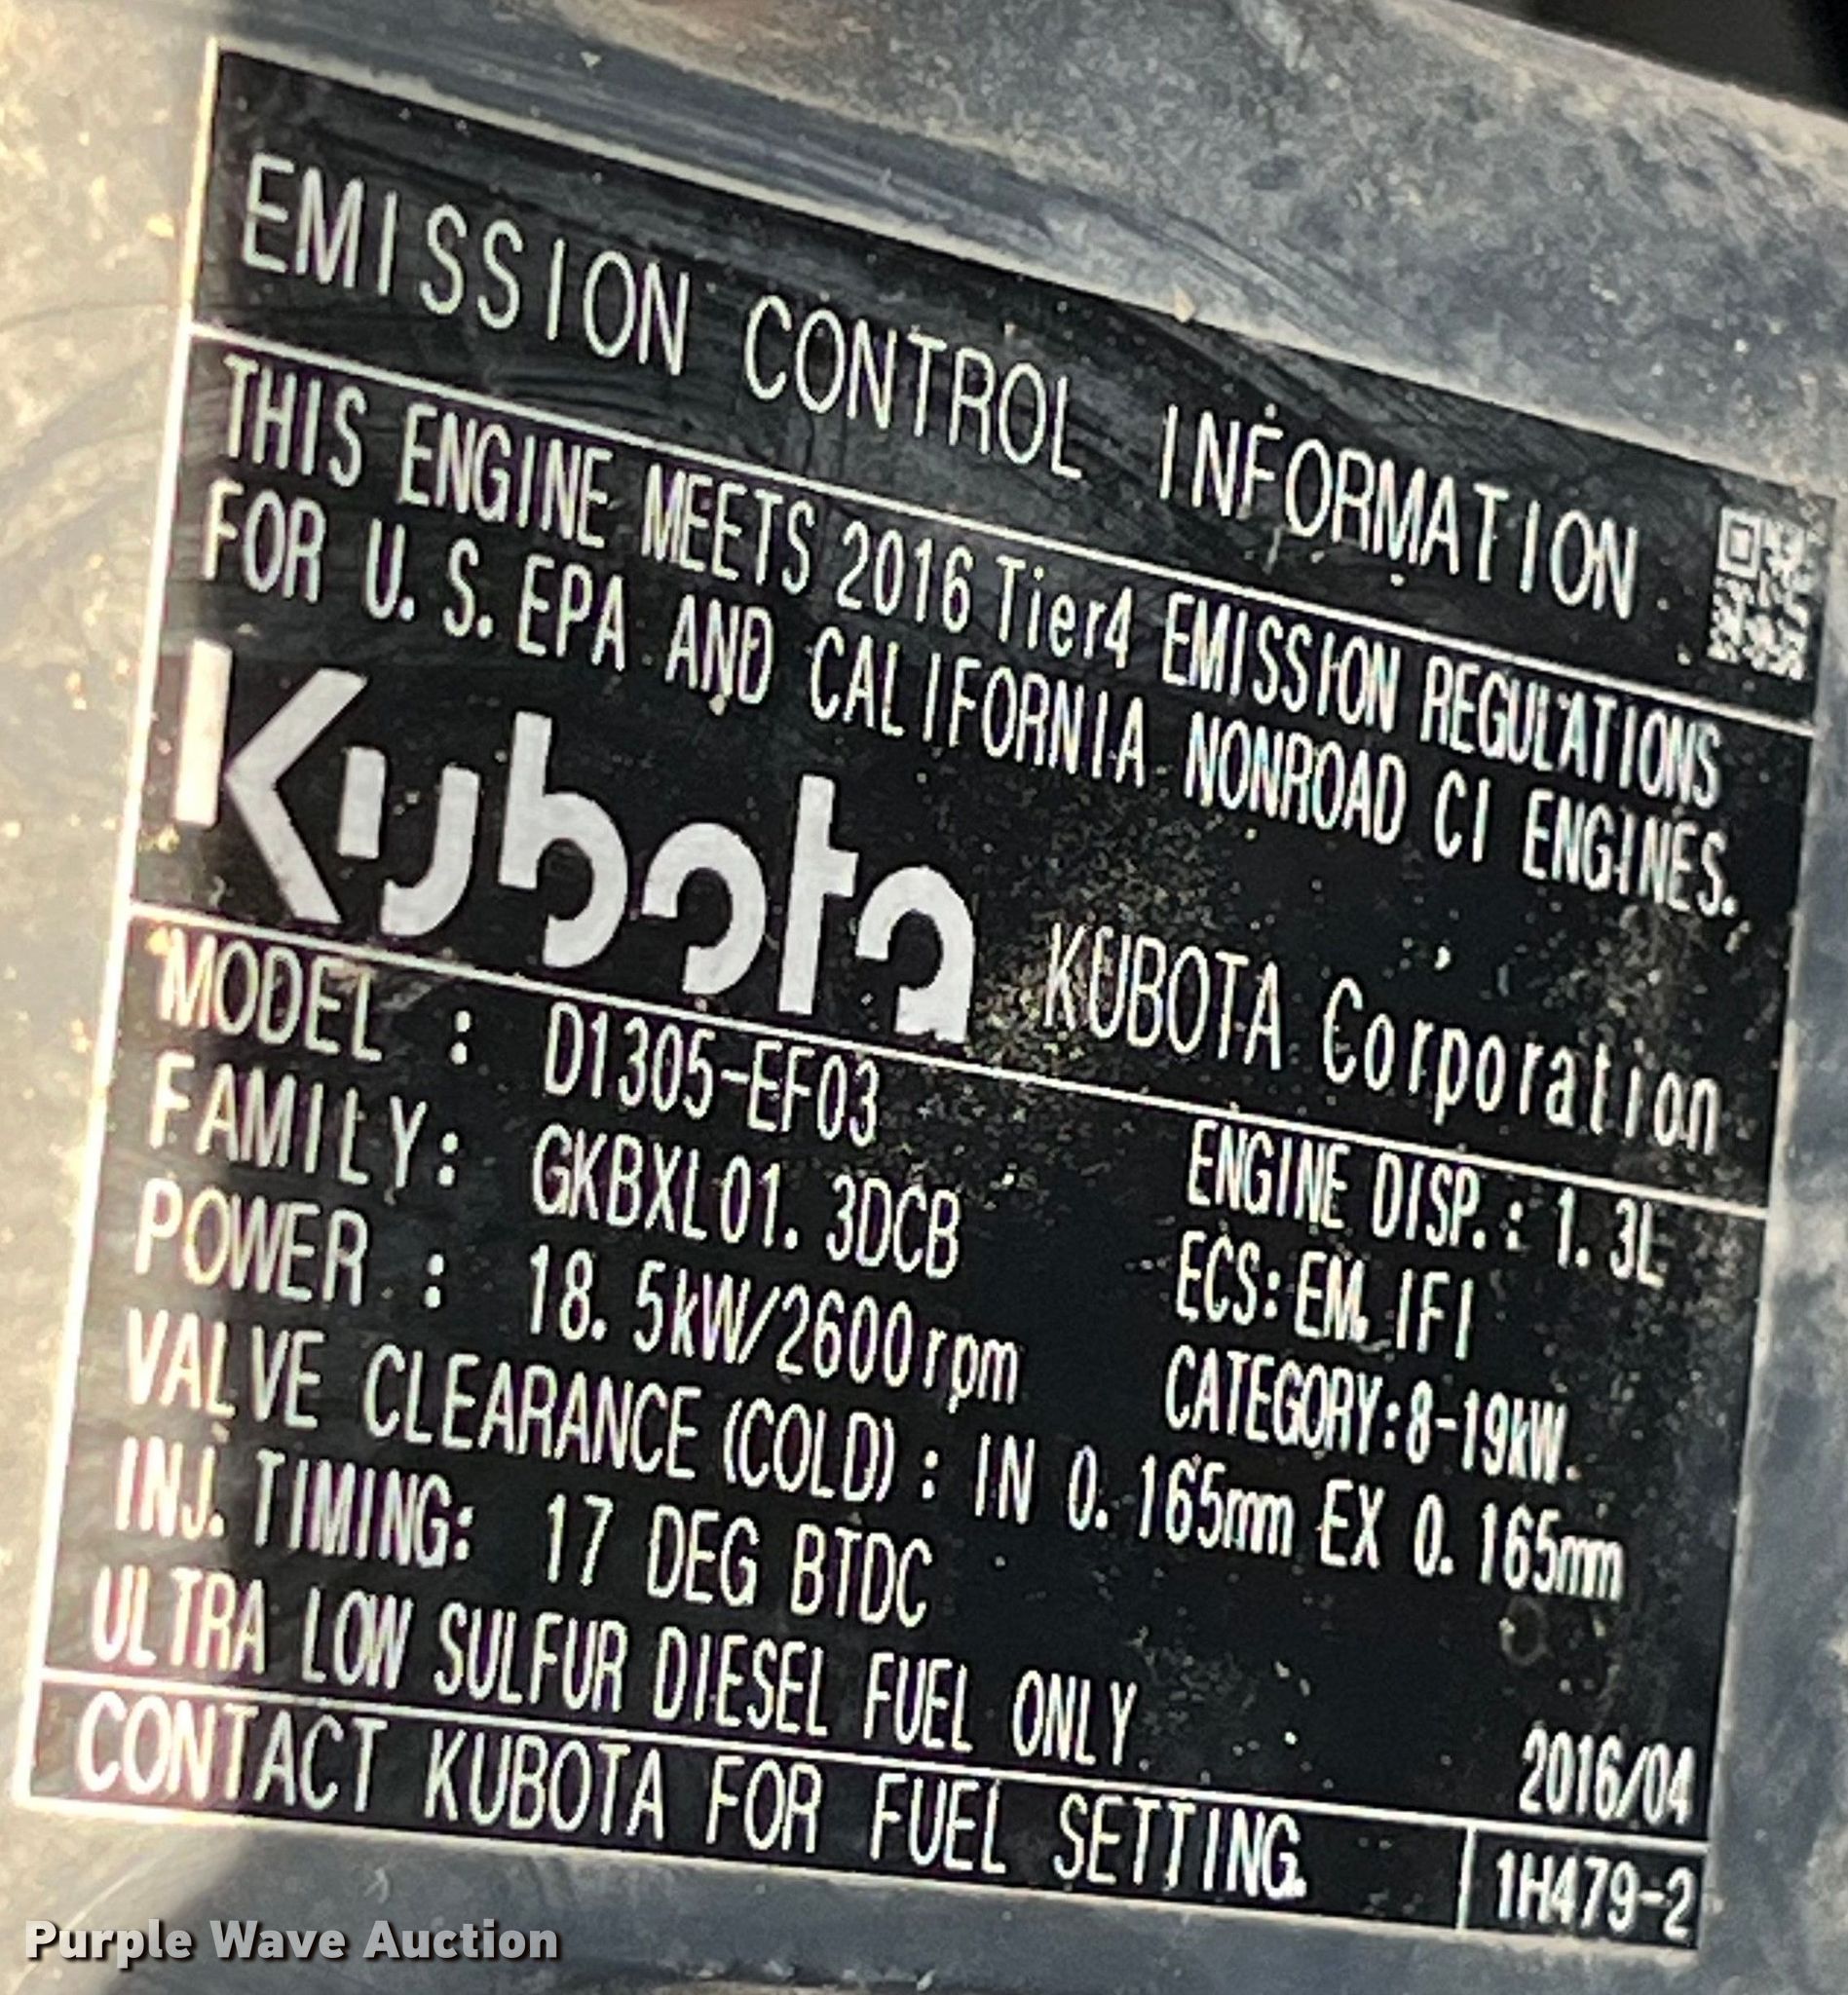 EMISSION CONTROL INFORMATION
THIS ENGINE MEETS 2016 Tier4 EMISSION REGULATIONS
FOR U.S.EPA AND CALIFORNIA NONROAD CI ENGINES.
Kubota KUBOTA Corporation
MODEL : D1305-EF03 ENGINE DISP.: 1.3L
FAMILY: GKBXL01.3DCB ECS:EM,IFI
POWER : 18.5kW/2600rpm CATEGORY:8-19kW
VALVE CLEARANCE(COLD): IN 0.165mm EX 0.165mm
INJ.TIMING: 17 DEG BTDC
ULTRA LOW SULFUR DIESEL FUEL ONLY
2016/04
CONTACT KUBOTA FOR FUEL SETTING. 1H479-2
Purple Wave Auction